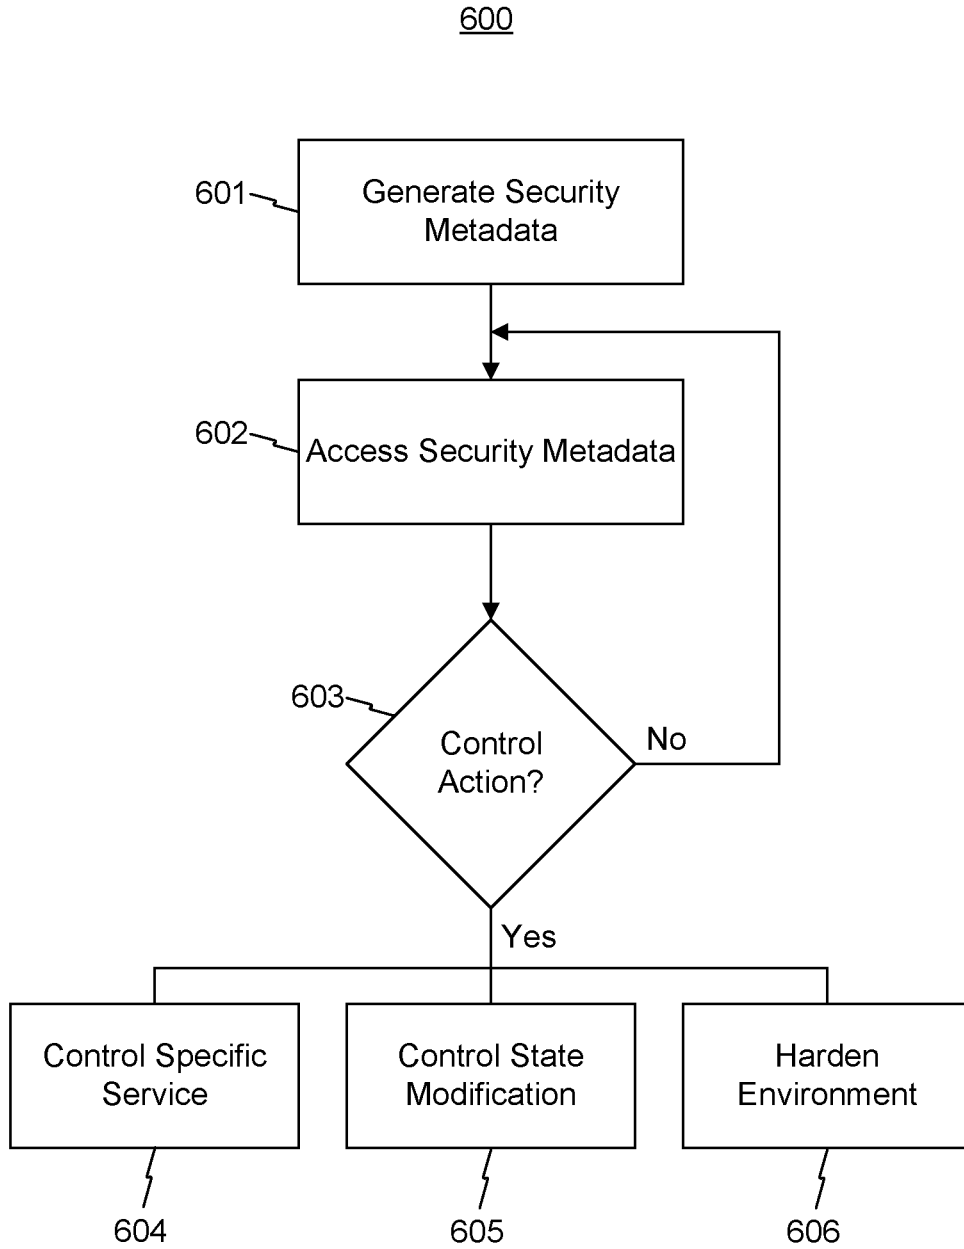 600
601
Generate Security
Metadata
602
Access Security Metadata
603
Control
Action?
No
Yes
Control Specific
Service
Control State
Modification
Harden
Environment
604
605
606